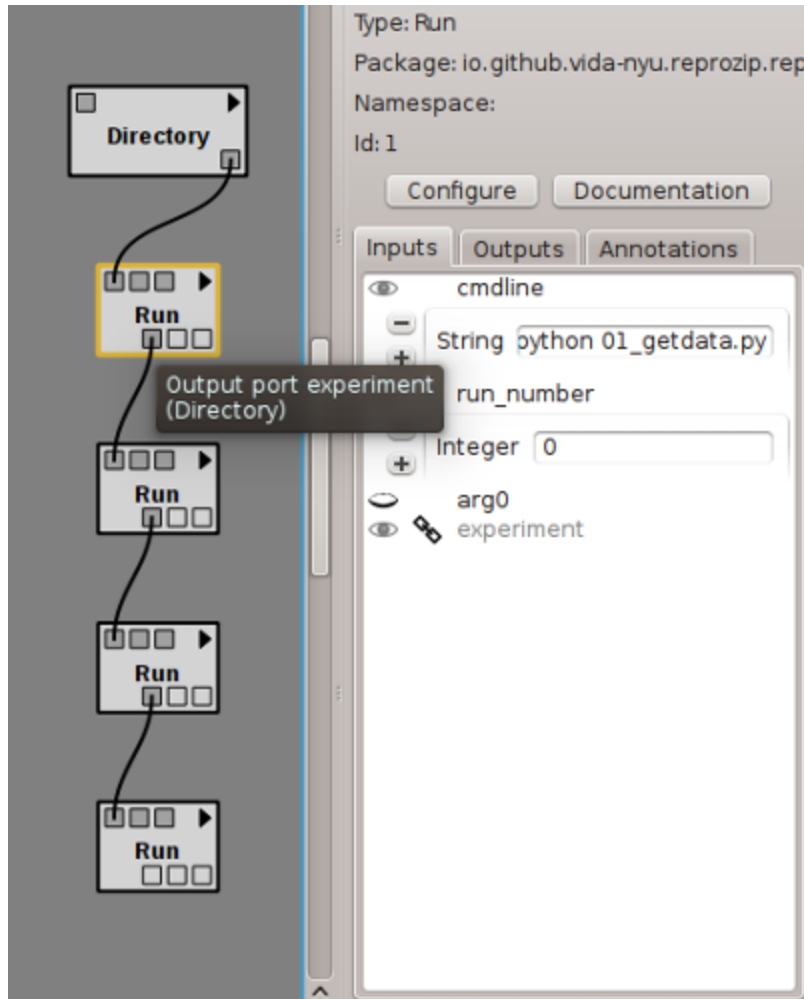 Directory
Run
Output port experiment
(Directory)
Run
Run
Run
Type: Run
Package: io.github.vida-nyu.reprozip.rep
Namespace:
Id: 1
Configure Documentation
Inputs Outputs Annotations
cmdline
String python 01_getdata.py
run_number
Integer 0
arg0
experiment